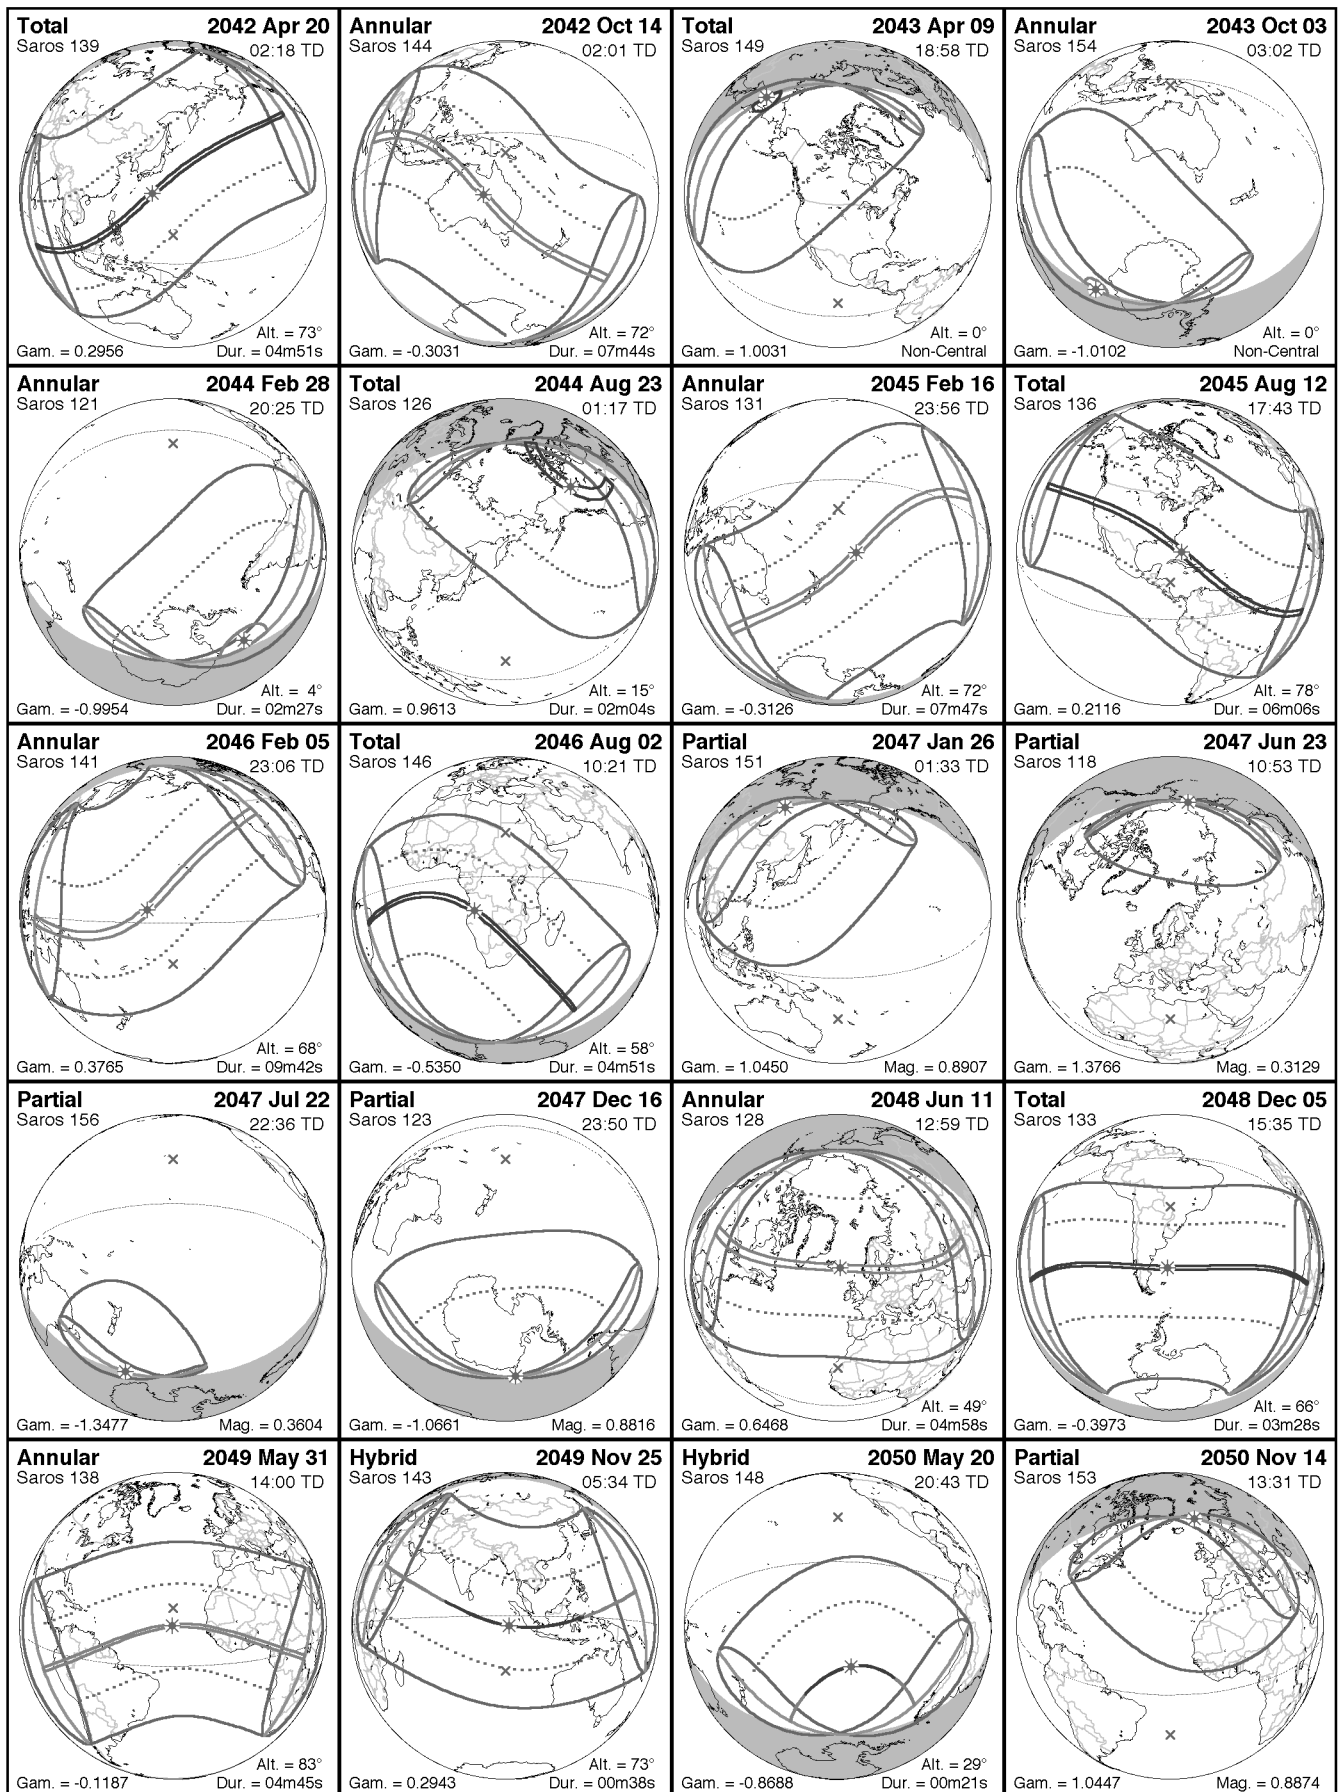 Total 2042 Apr 20
Saros 139 02:18 TD
Alt. = 73°
Gam. = 0.2956 Dur. = 04m51s
Annular 2042 Oct 14
Saros 144 02:01 TD
Alt. = 72°
Gam. = -0.3031 Dur. = 07m44s
Total 2043 Apr 09
Saros 149 18:58 TD
Alt. = 0°
Gam. = 1.0031 Non-Central
Annular 2043 Oct 03
Saros 154 03:02 TD
Alt. = 0°
Gam. = -1.0102 Non-Central
Annular 2044 Feb 28
Saros 121 20:25 TD
Alt. = 4°
Gam. = -0.9954 Dur. = 02m27s
Total 2044 Aug 23
Saros 126 01:17 TD
Alt. = 15°
Gam. = 0.9613 Dur. = 02m04s
Annular 2045 Feb 16
Saros 131 23:56 TD
Alt. = 72°
Gam. = -0.3126 Dur. = 07m47s
Total 2045 Aug 12
Saros 136 17:43 TD
Alt. = 78°
Gam. = 0.2116 Dur. = 06m06s
Annular 2046 Feb 05
Saros 141 23:06 TD
Alt. = 68°
Gam. = 0.3765 Dur. = 09m42s
Total 2046 Aug 02
Saros 146 10:21 TD
Alt. = 58°
Gam. = -0.5350 Dur. = 04m51s
Partial 2047 Jan 26
Saros 151 01:33 TD
Gam. = 1.0450 Mag. = 0.8907
Partial 2047 Jun 23
Saros 118 10:53 TD
Gam. = 1.3766 Mag. = 0.3129
Partial 2047 Jul 22
Saros 156 22:36 TD
Gam. = -1.3477 Mag. = 0.3604
Partial 2047 Dec 16
Saros 123 23:50 TD
Gam. = -1.0661 Mag. = 0.8816
Annular 2048 Jun 11
Saros 128 12:59 TD
Alt. = 49°
Gam. = 0.6468 Dur. = 04m58s
Total 2048 Dec 05
Saros 133 15:35 TD
Alt. = 66°
Gam. = -0.3973 Dur. = 03m28s
Annular 2049 May 31
Saros 138 14:00 TD
Alt. = 83°
Gam. = -0.1187 Dur. = 04m45s
Hybrid 2049 Nov 25
Saros 143 05:34 TD
Alt. = 73°
Gam. = 0.2943 Dur. = 00m38s
Hybrid 2050 May 20
Saros 148 20:43 TD
Alt. = 29°
Gam. = -0.8688 Dur. = 00m21s
Partial 2050 Nov 14
Saros 153 13:31 TD
Gam. = 1.0447 Mag. = 0.8874